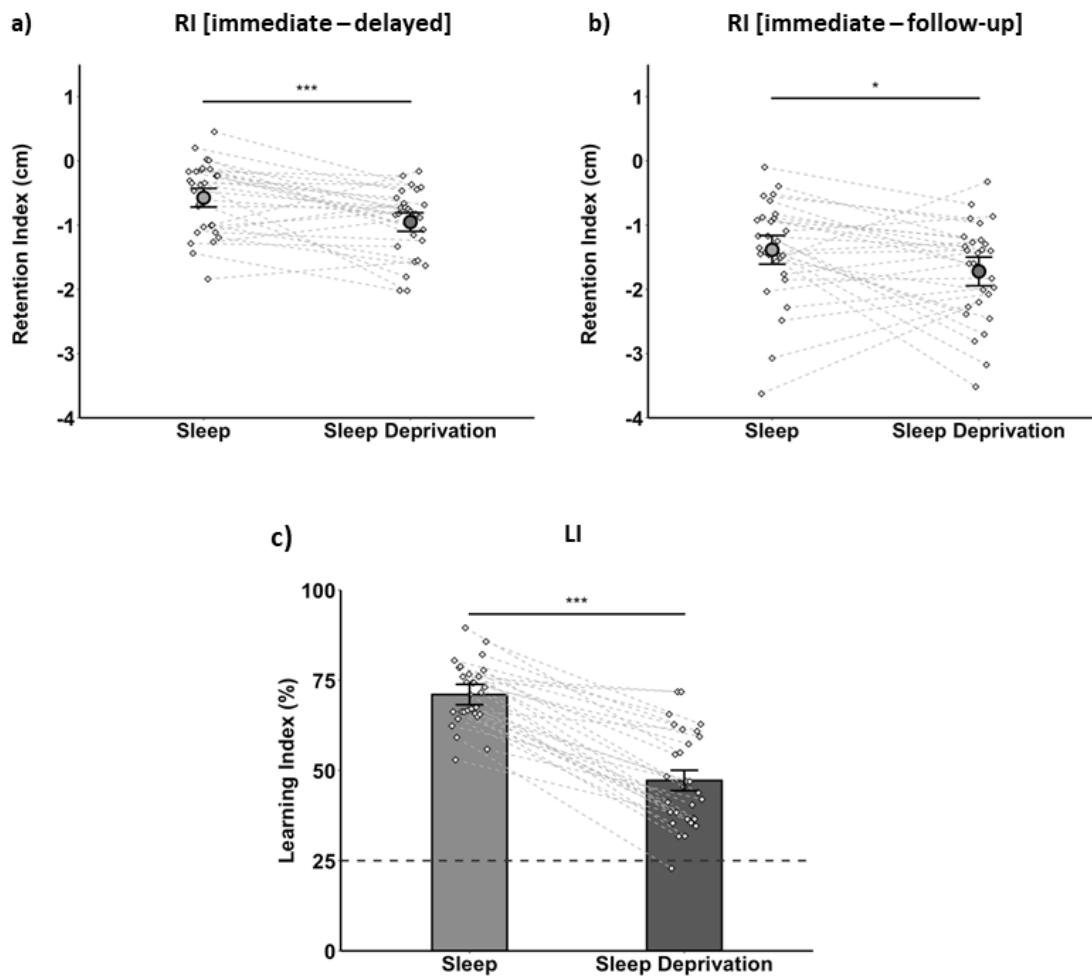 a) RI [immediate – delayed]
***
Retention Index (cm)
1
0
-1
-2
-3
-4
Sleep Sleep Deprivation
b) RI [immediate – follow-up]
*
Retention Index (cm)
1
0
-1
-2
-3
-4
Sleep Sleep Deprivation
c) LI
***
Learning Index (%)
100
75
50
25
0
Sleep Sleep Deprivation